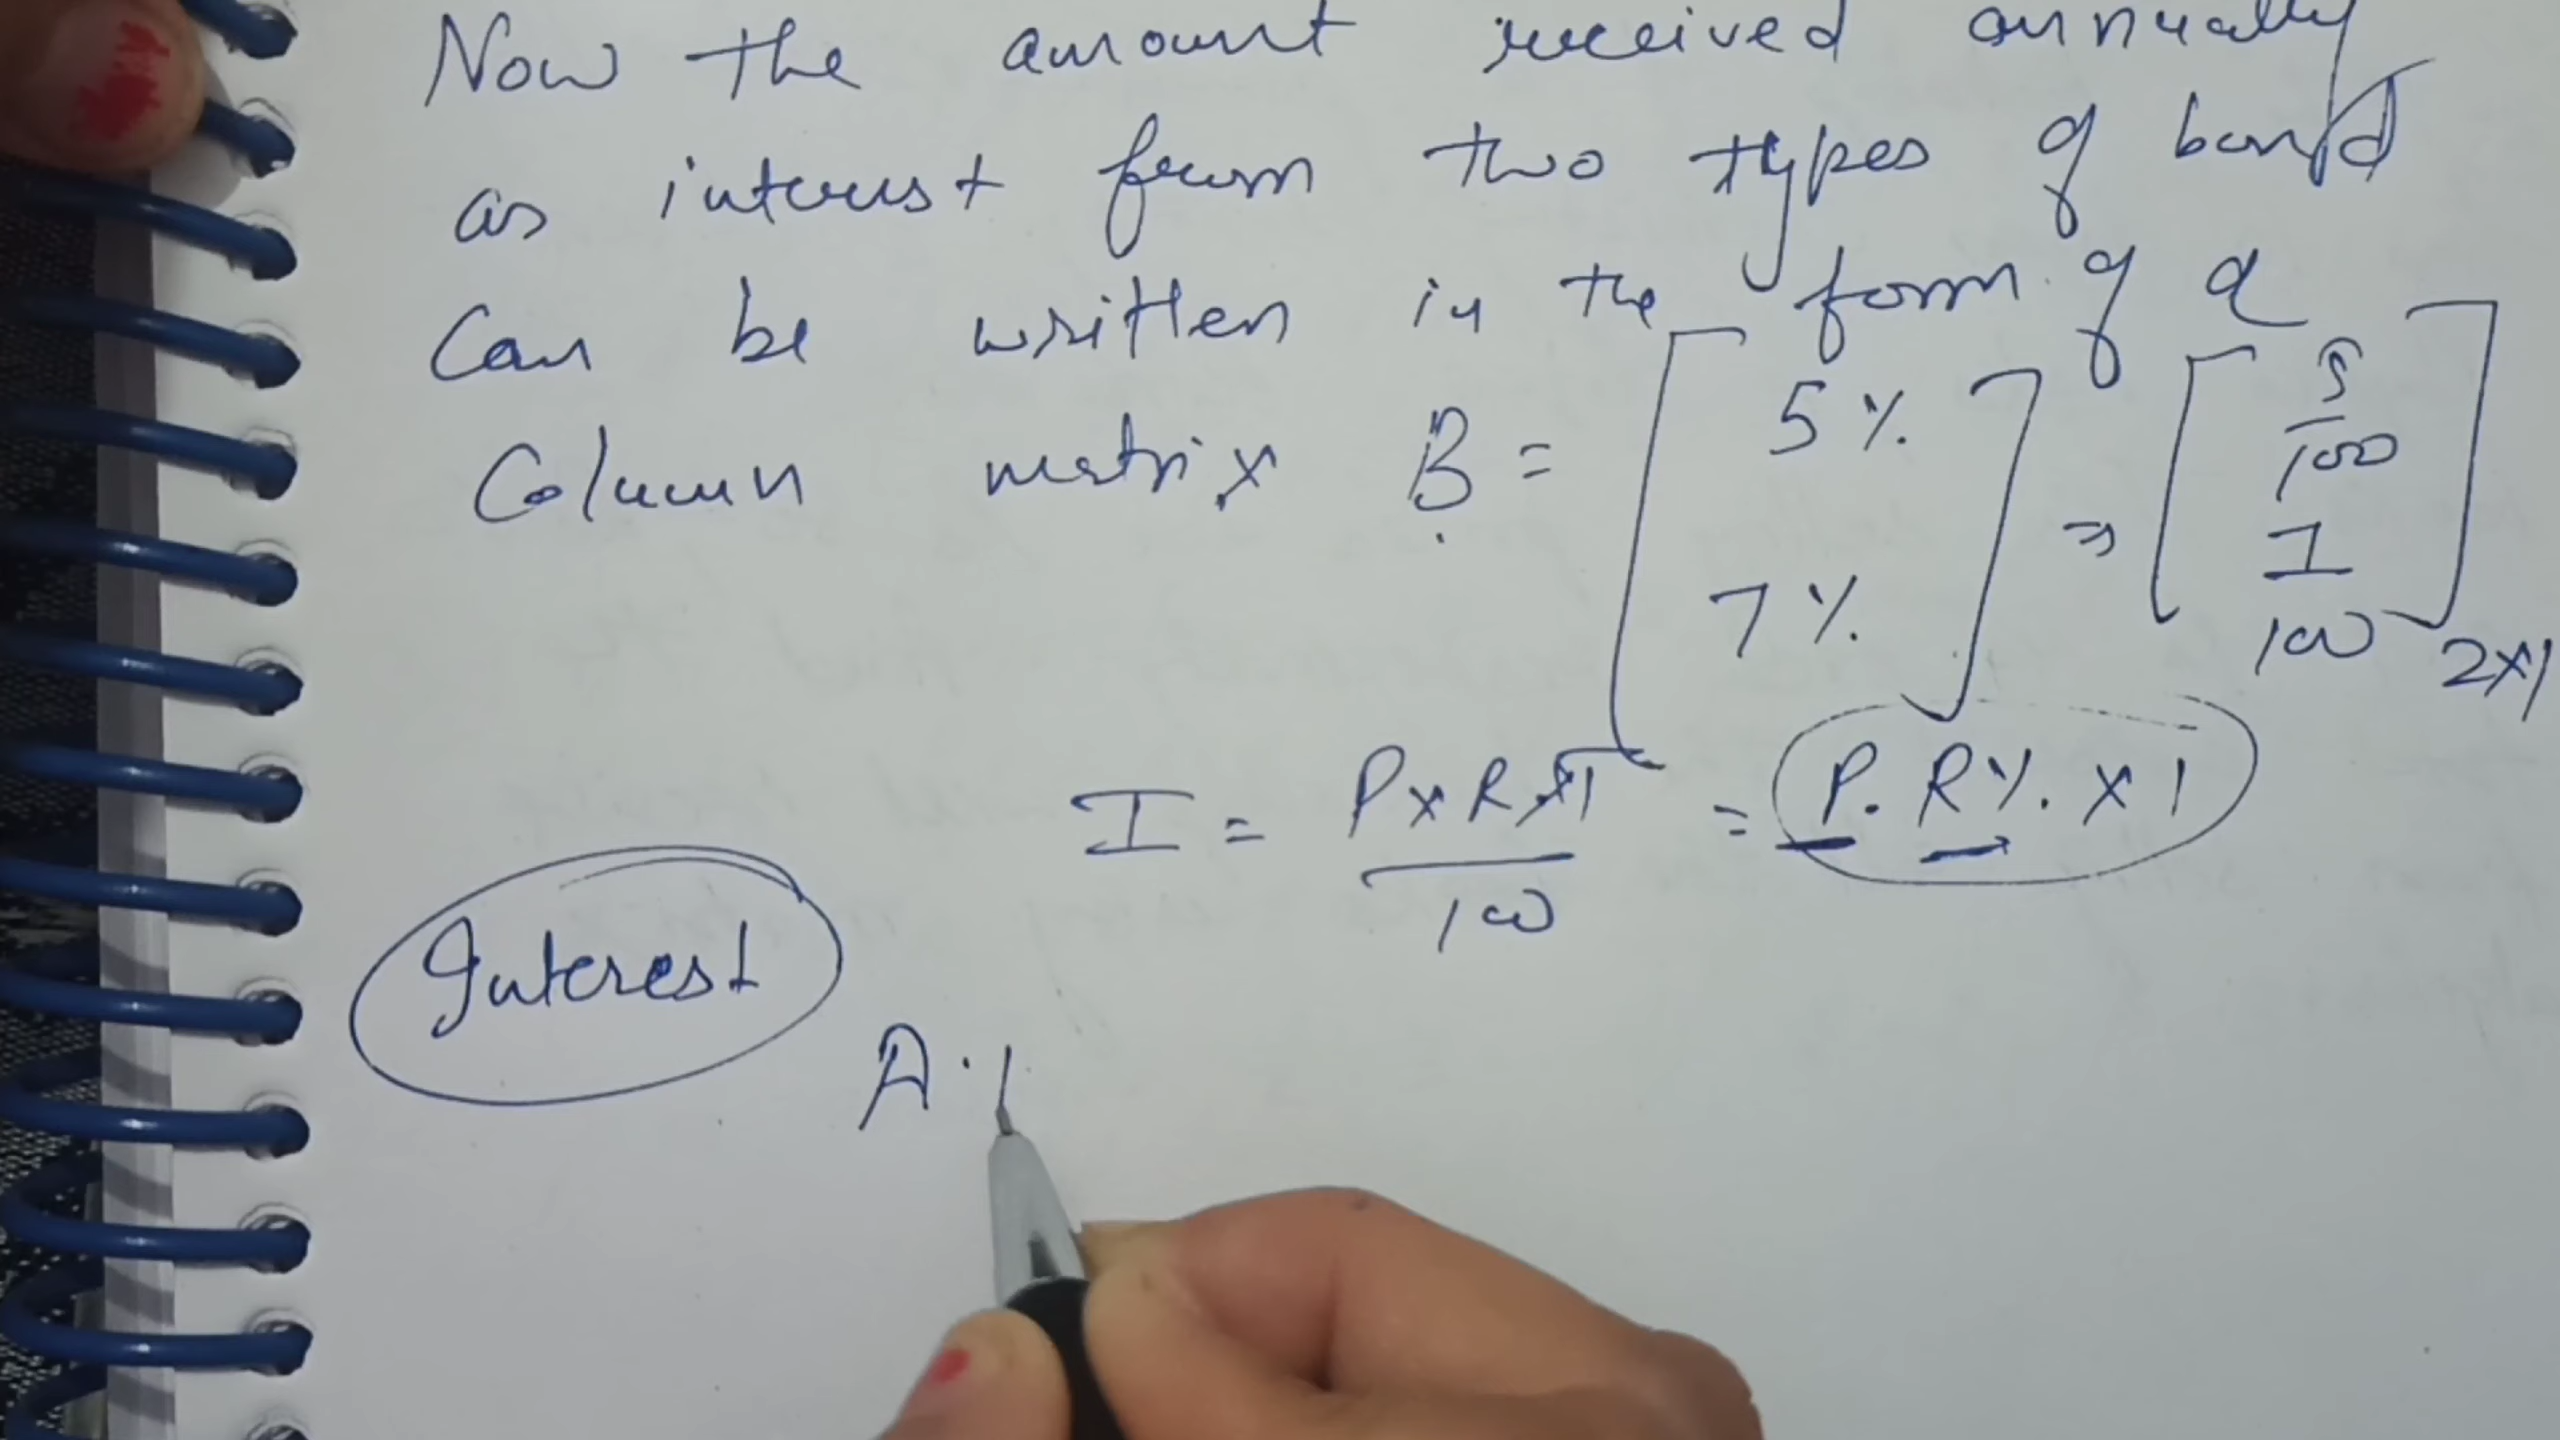 Now the amount received annually
as interest from two types of bond
Can be written in the form of a
Column matrix B = [ 5 % 7 % ] = [ 5/100 7/100 ] 2×1
I = P×R×1/100 = P. R%. × 1
Interest
A.